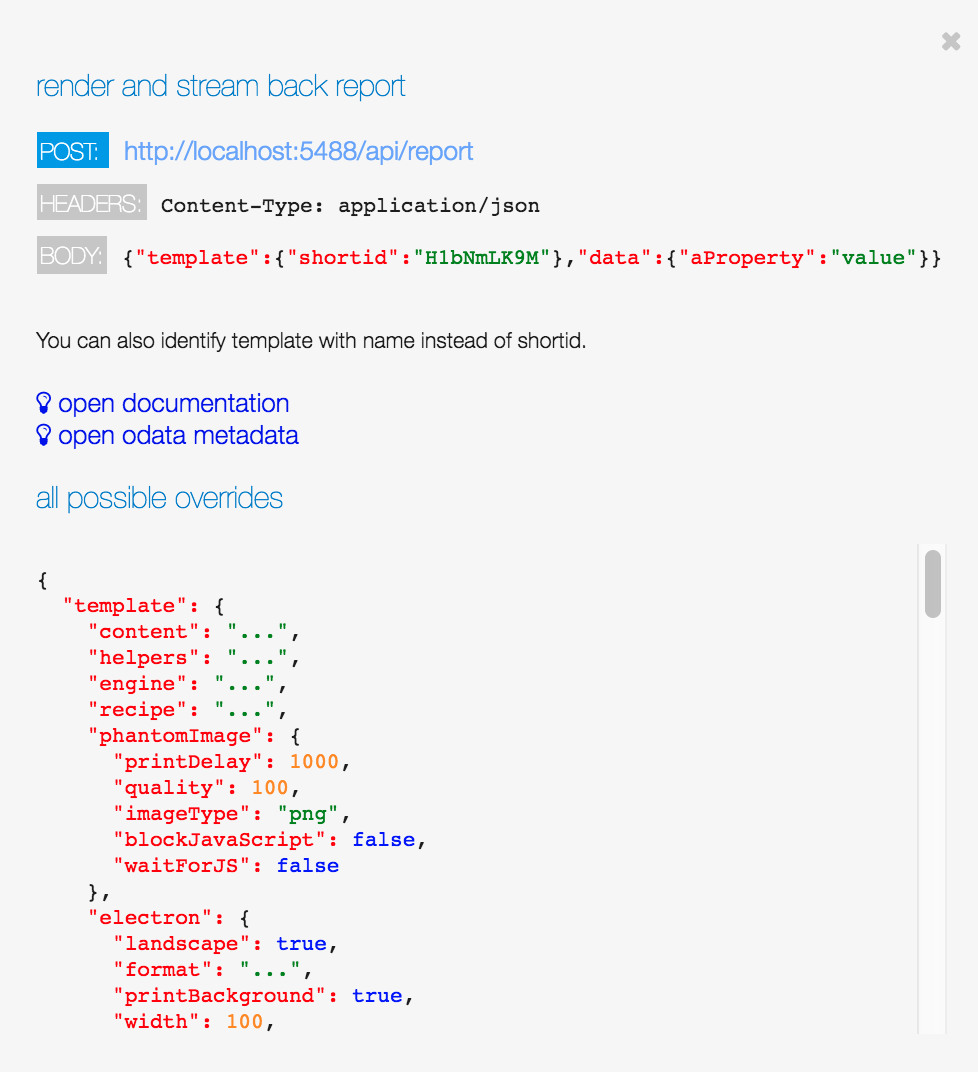 render and stream back report
POST: http://localhost:5488/api/report
HEADERS: Content-Type: application/json
BODY: {"template":{"shortid":"H1bNmLK9M"},"data":{"aProperty":"value"}}
You can also identify template with name instead of shortid.
open documentation
open odata metadata
all possible overrides
{
  "template": {
    "content": "...",
    "helpers": "...",
    "engine": "...",
    "recipe": "...",
    "phantomImage": {
      "printDelay": 1000,
      "quality": 100,
      "imageType": "png",
      "blockJavaScript": false,
      "waitForJS": false
    },
    "electron": {
      "landscape": true,
      "format": "...",
      "printBackground": true,
      "width": 100,